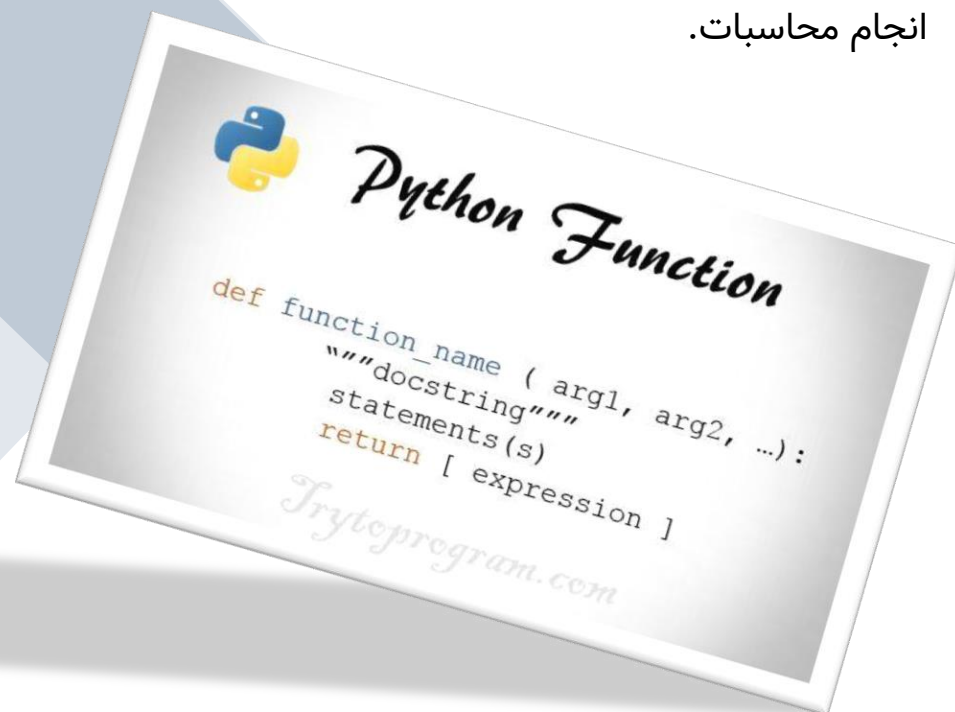 انجام محاسبات.
Python Function
def function_name ( arg1, arg2, …):
“””docstring”””
statements(s)
return [ expression ]
Trytoprogram.com